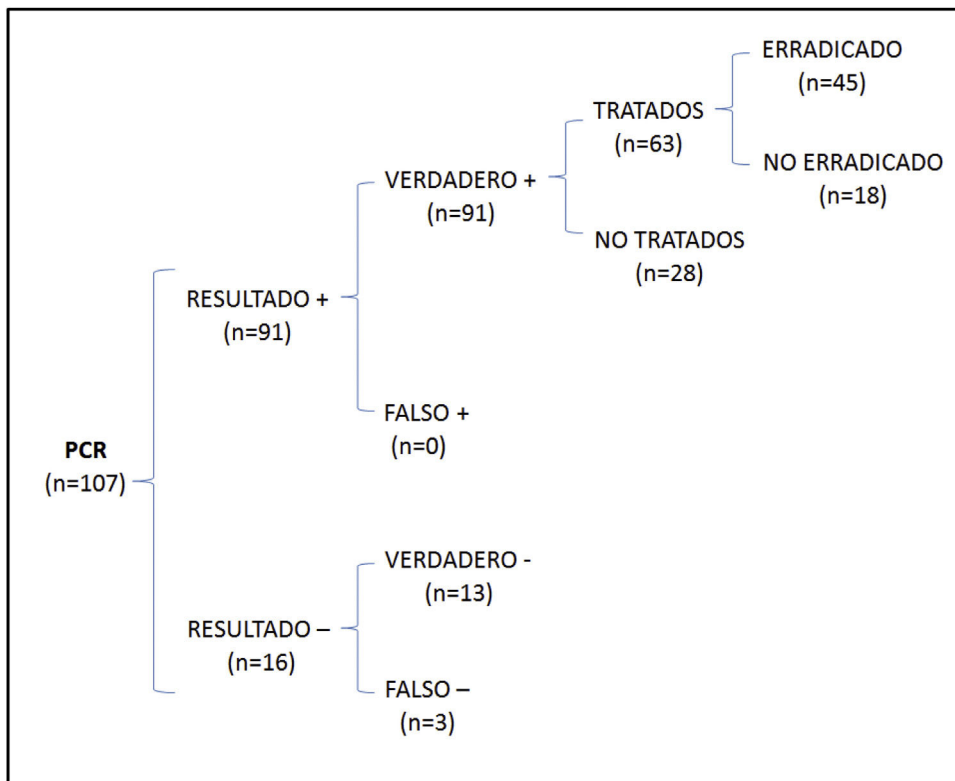 PCR
(n=107)
RESULTADO +
(n=91)
VERDADERO +
(n=91)
TRATADOS
(n=63)
ERRADICADO
(n=45)
NO ERRADICADO
(n=18)
NO TRATADOS
(n=28)
FALSO +
(n=0)
RESULTADO –
(n=16)
VERDADERO -
(n=13)
FALSO –
(n=3)